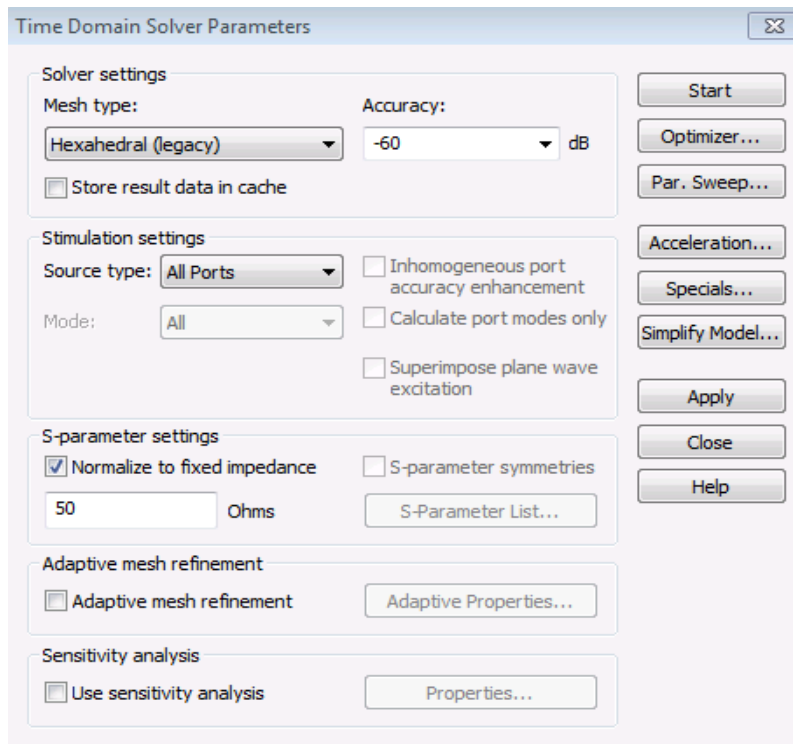 Time Domain Solver Parameters
Solver settings
Mesh type:
Accuracy:
Hexahedral (legacy)
-60
dB
Store result data in cache
Stimulation settings
Source type:
All Ports
Inhomogeneous port
accuracy enhancement
Mode:
All
Calculate port modes only
Superimpose plane wave
excitation
S-parameter settings
Normalize to fixed impedance
S-parameter symmetries
50
Ohms
S-Parameter List...
Adaptive mesh refinement
Adaptive mesh refinement
Adaptive Properties...
Sensitivity analysis
Use sensitivity analysis
Properties...
Start
Optimizer...
Par. Sweep...
Acceleration...
Specials...
Simplify Model...
Apply
Close
Help